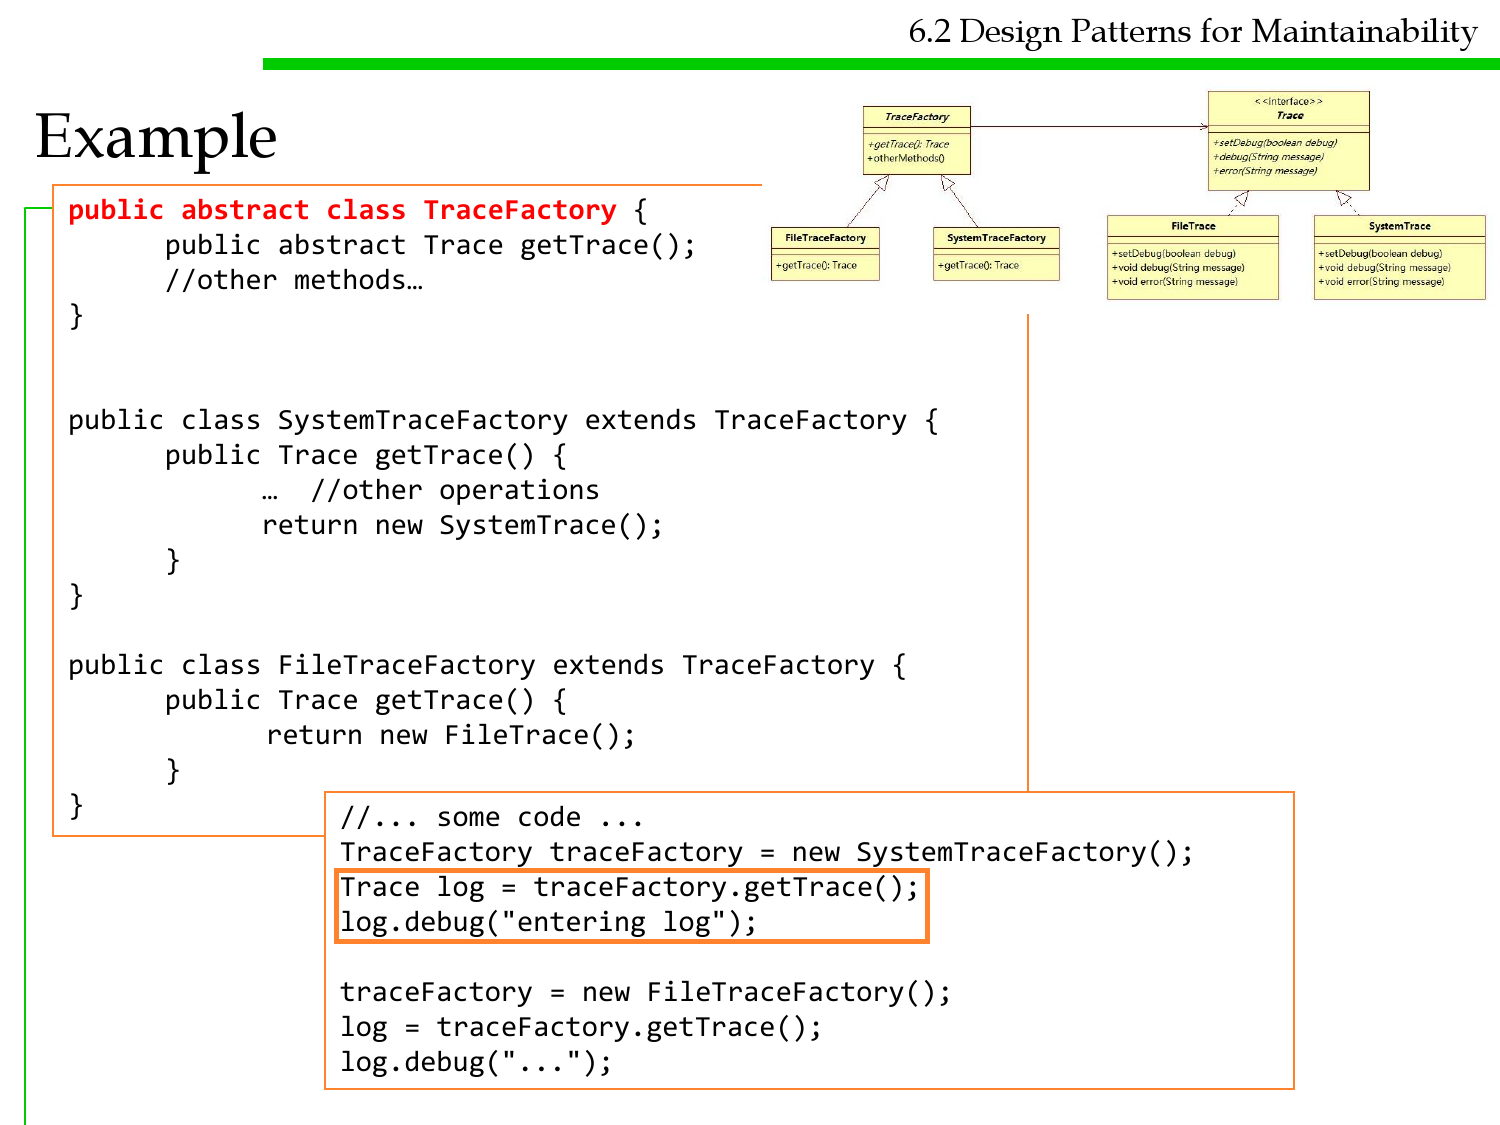 6.2 Design Patterns for Maintainability
Example
public abstract class TraceFactory {
public abstract Trace getTrace();
//other methods…
}
public class SystemTraceFactory extends TraceFactory {
public Trace getTrace() {
… //other operations
return new SystemTrace();
}
}
public class FileTraceFactory extends TraceFactory {
public Trace getTrace() {
return new FileTrace();
}
}
TraceFactory
+getTrace(): Trace
+otherMethods()
<<Interface>>
Trace
+setDebug(boolean debug)
+debug(String message)
+error(String message)
FileTraceFactory
+getTrace(): Trace
SystemTraceFactory
+getTrace(): Trace
FileTrace
+setDebug(boolean debug)
+void debug(String message)
+void error(String message)
SystemTrace
+setDebug(boolean debug)
+void debug(String message)
+void error(String message)
//... some code ...
TraceFactory traceFactory = new SystemTraceFactory();
Trace log = traceFactory.getTrace();
log.debug("entering log");
traceFactory = new FileTraceFactory();
log = traceFactory.getTrace();
log.debug("...");